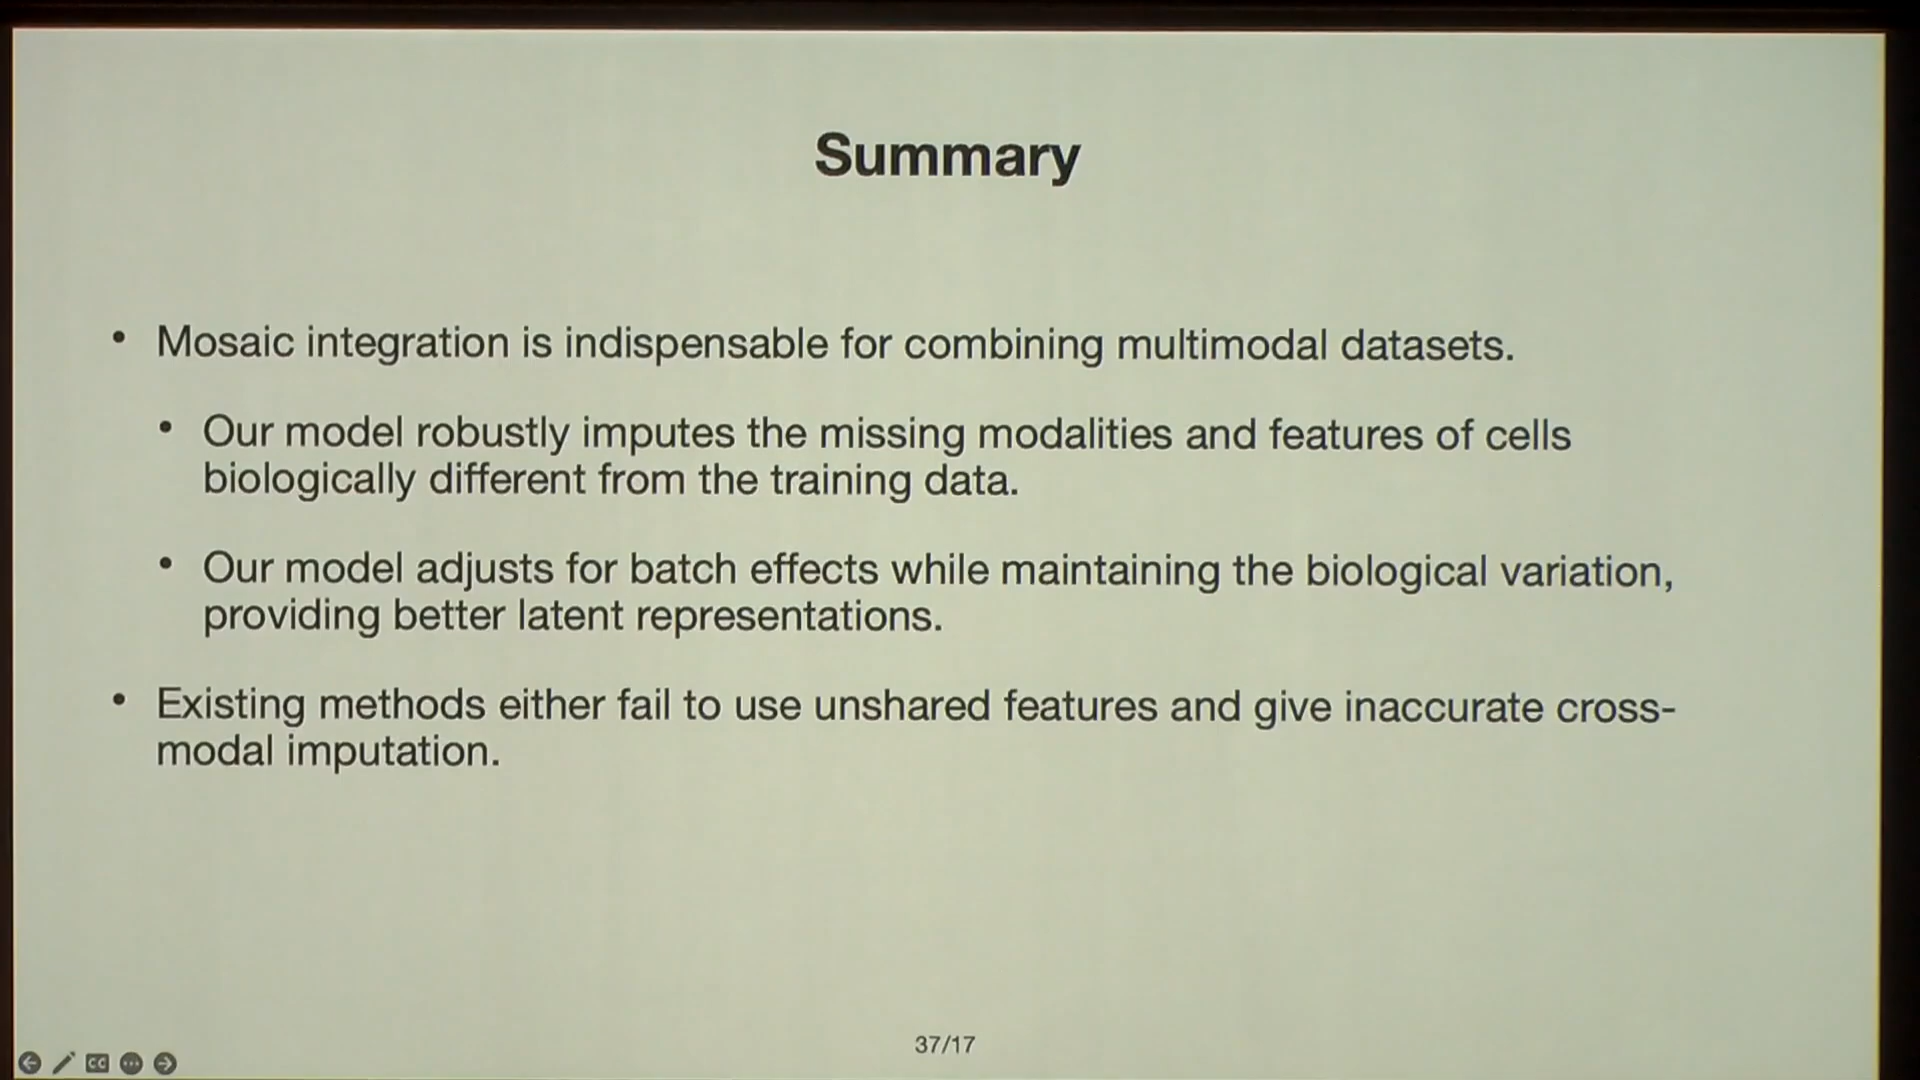 Summary
• Mosaic integration is indispensable for combining multimodal datasets.
• Our model robustly imputes the missing modalities and features of cells
biologically different from the training data.
• Our model adjusts for batch effects while maintaining the biological variation,
providing better latent representations.
• Existing methods either fail to use unshared features and give inaccurate cross-
modal imputation.
37/17
CC